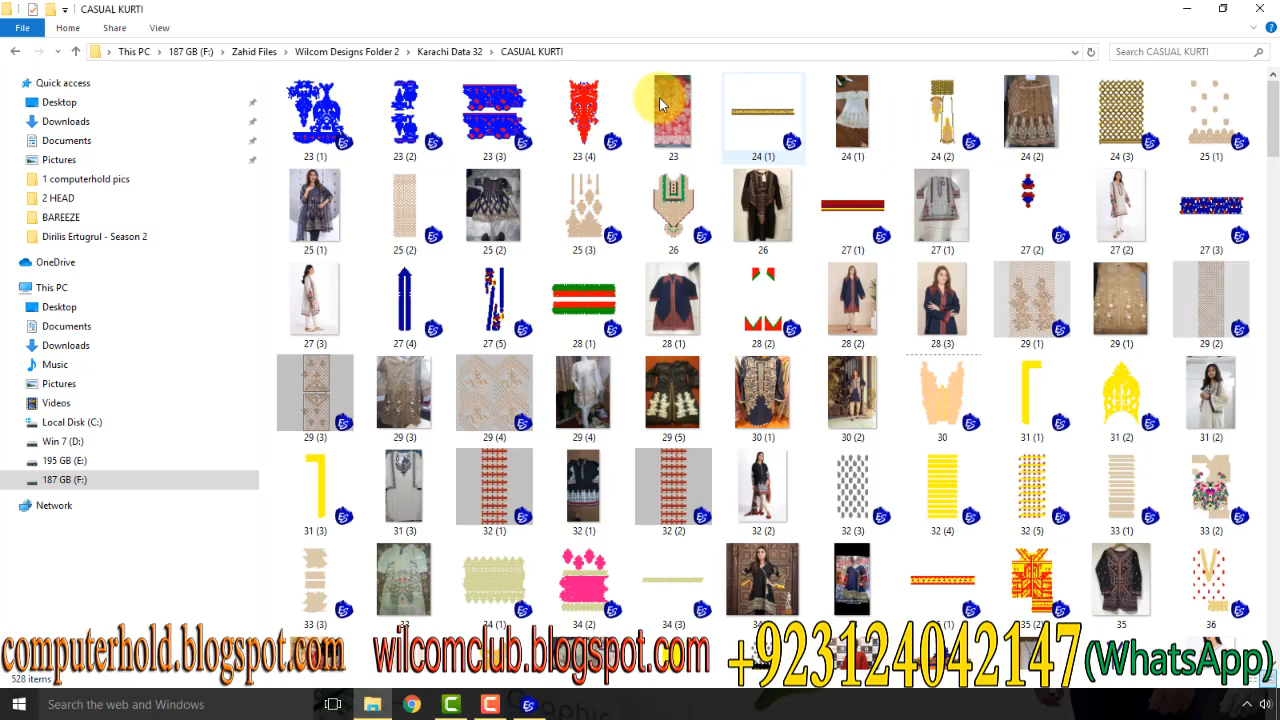 CASUAL KURTI
File Home Share View
This PC > 187 GB (F:) > Zahid Files > Wilcom Designs Folder 2 > Karachi Data 32 > CASUAL KURTI
Search CASUAL KURTI
Quick access
Desktop
Downloads
Documents
Pictures
1 computerhold pics
2 HEAD
BAREEZE
Dirilis Ertugrul - Season 2
OneDrive
This PC
Desktop
Documents
Downloads
Music
Pictures
Videos
Local Disk (C:)
Win 7 (D:)
195 GB (E:)
187 GB (F:)
Network
23 (1) 23 (2) 23 (3) 23 (4) 23 24 (1) 24 (1) 24 (2) 24 (2) 24 (3) 25 (1)
25 (1) 25 (2) 25 (2) 25 (3) 26 26 27 (1) 27 (1) 27 (2) 27 (2) 27 (3)
27 (3) 27 (4) 27 (5) 28 (1) 28 (1) 28 (2) 28 (2) 28 (3) 29 (1) 29 (1) 29 (2)
29 (3) 29 (3) 29 (4) 29 (4) 29 (5) 30 (1) 30 (2) 30 31 (1) 31 (2) 31 (2)
31 (3) 31 (3) 32 (1) 32 (1) 32 (2) 32 (2) 32 (3) 32 (4) 32 (5) 33 (1) 33 (2)
33 (3) 34 (2) 34 (3) 35 (2) 35 36
computerhold.blogspot.com wilcomclub.blogspot.com +923124042147 (WhatsApp)
528 items
Search the web and Windows